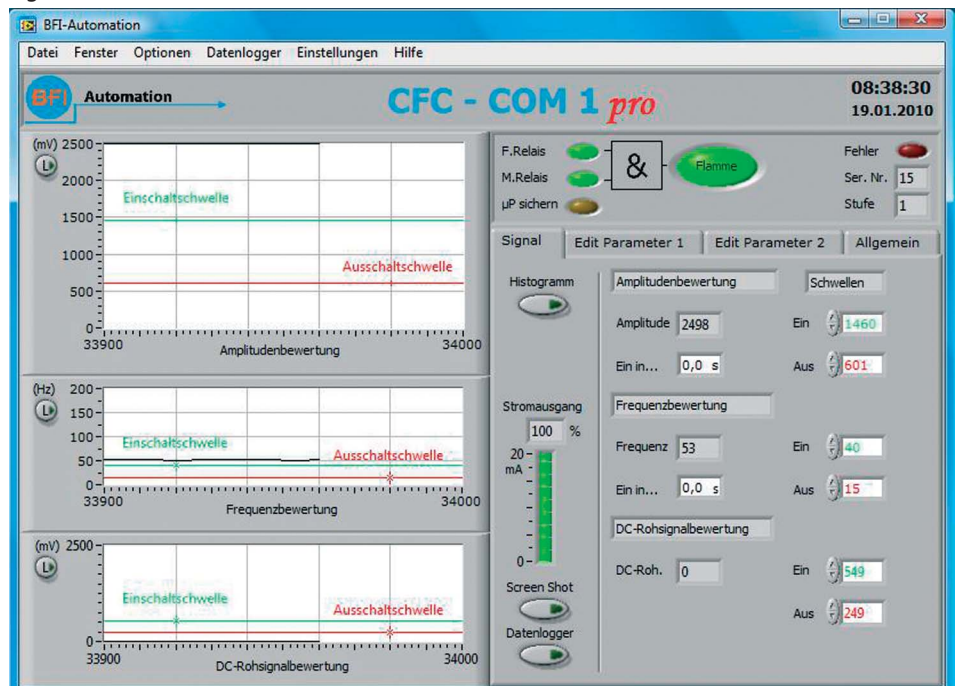 BFI-Automation
Datei Fenster Optionen Datenlogger Einstellungen Hilfe
BFI Automation
CFC - COM 1 pro
08:38:30
19.01.2010
(mV) 2500
2000
1500
1000
500
0
Einschaltschwelle
Ausschaltschwelle
33900 34000
Amplitudenbewertung
(Hz) 200
150
100
50
0
Einschaltschwelle
Ausschaltschwelle
33900 34000
Frequenzbewertung
(mV) 2500
0
Einschaltschwelle
Ausschaltschwelle
33900 34000
DC-Rohsignalbewertung
F.Relais
M.Relais
µP sichern
&
Flamme
Fehler
Ser. Nr. 15
Stufe 1
Signal Edit Parameter 1 Edit Parameter 2 Allgemein
Histogramm
Stromausgang
100 %
20
mA
0
Screen Shot
Datenlogger
Amplitudenbewertung Schwellen
Amplitude 2498 Ein 1460
Ein in... 0,0 s Aus 601
Frequenzbewertung
Frequenz 53 Ein 40
Ein in... 0,0 s Aus 15
DC-Rohsignalbewertung
DC-Roh. 0 Ein 549
Aus 249